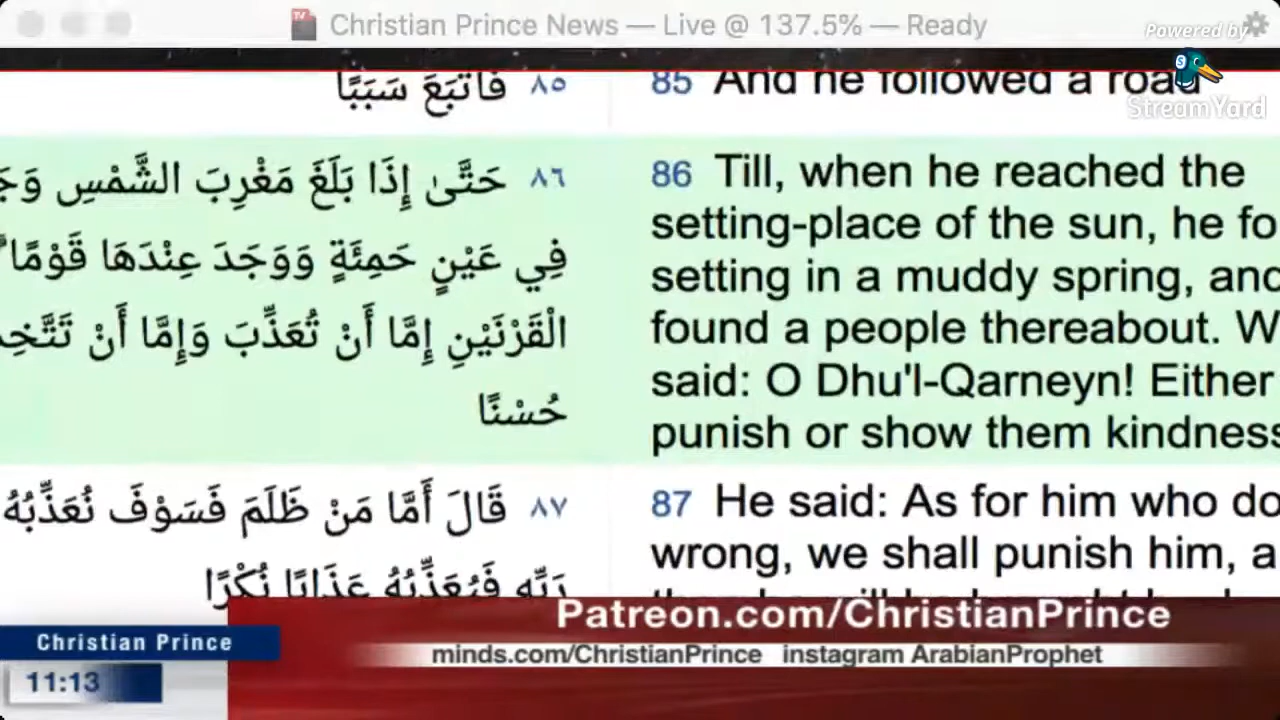 Christian Prince News — Live @ 137.5% — Ready
Powered by
StreamYard
٨٥ فَأَتْبَعَ سَبَبًا
85 And he followed a road
٨٦ حَتَّىٰ إِذَا بَلَغَ مَغْرِبَ الشَّمْسِ
فِي عَيْنٍ حَمِئَةٍ وَوَجَدَ عِنْدَهَا قَوْمًا
الْقَرْنَيْنِ إِمَّا أَنْ تُعَذِّبَ وَإِمَّا أَنْ
حُسْنًا
86 Till, when he reached the
setting-place of the sun, he fo
setting in a muddy spring, and
found a people thereabout. W
said: O Dhu'l-Qarneyn! Either
punish or show them kindness
٨٧ قَالَ أَمَّا مَنْ ظَلَمَ فَسَوْفَ نُعَذِّبُهُ
رَبِّهِ فَيُعَذِّبُهُ عَذَابًا نُكْرًا
87 He said: As for him who do
wrong, we shall punish him, a
Patreon.com/ChristianPrince
Christian Prince
minds.com/ChristianPrince instagram ArabianProphet
11:13